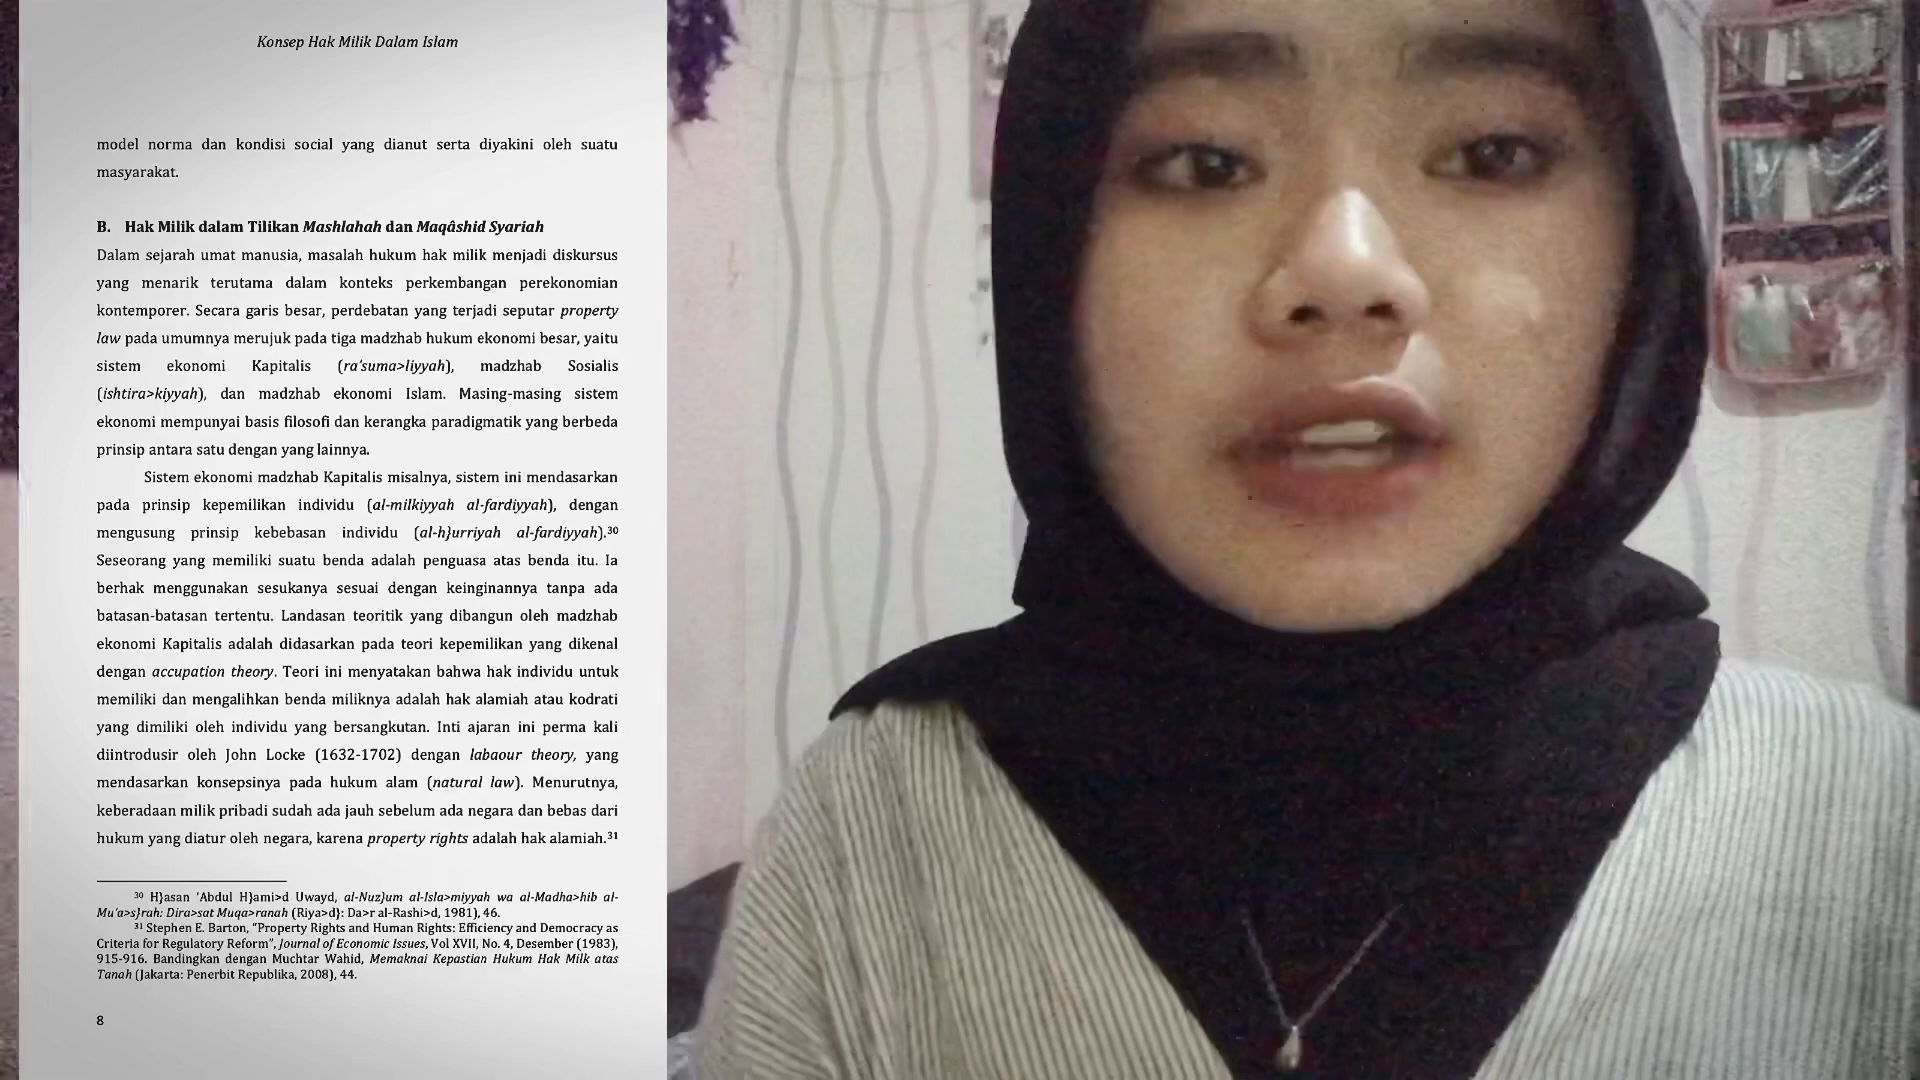 Konsep Hak Milik Dalam Islam
model norma dan kondisi social yang dianut serta diyakini oleh suatu
masyarakat.
B. Hak Milik dalam Tilikan Mashlahah dan Maqâshid Syariah
Dalam sejarah umat manusia, masalah hukum hak milik menjadi diskursus
yang menarik terutama dalam konteks perkembangan perekonomian
kontemporer. Secara garis besar, perdebatan yang terjadi seputar property
law pada umumnya merujuk pada tiga madzhab hukum ekonomi besar, yaitu
sistem ekonomi Kapitalis (ra’suma>liyyah), madzhab Sosialis
(ishtira>kiyyah), dan madzhab ekonomi Islam. Masing-masing sistem
ekonomi mempunyai basis filosofi dan kerangka paradigmatik yang berbeda
prinsip antara satu dengan yang lainnya.
Sistem ekonomi madzhab Kapitalis misalnya, sistem ini mendasarkan
pada prinsip kepemilikan individu (al-milkiyyah al-fardiyyah), dengan
mengusung prinsip kebebasan individu (al-h}urriyah al-fardiyyah).30
Seseorang yang memiliki suatu benda adalah penguasa atas benda itu. Ia
berhak menggunakan sesukanya sesuai dengan keinginannya tanpa ada
batasan-batasan tertentu. Landasan teoritik yang dibangun oleh madzhab
ekonomi Kapitalis adalah didasarkan pada teori kepemilikan yang dikenal
dengan accupation theory. Teori ini menyatakan bahwa hak individu untuk
memiliki dan mengalihkan benda miliknya adalah hak alamiah atau kodrati
yang dimiliki oleh individu yang bersangkutan. Inti ajaran ini perma kali
diintrodusir oleh John Locke (1632-1702) dengan labaour theory, yang
mendasarkan konsepsinya pada hukum alam (natural law). Menurutnya,
keberadaan milik pribadi sudah ada jauh sebelum ada negara dan bebas dari
hukum yang diatur oleh negara, karena property rights adalah hak alamiah.31
30 H}asan ‘Abdul H}ami>d Uwayd, al-Nuz}um al-Isla>miyyah wa al-Madha>hib al-
Mu’a>s}rah: Dira>sat Muqa>ranah (Riya>d}: Da>r al-Rashi>d, 1981), 46.
31 Stephen E. Barton, “Property Rights and Human Rights: Efficiency and Democracy as
Criteria for Regulatory Reform”, Journal of Economic Issues, Vol XVII, No. 4, Desember (1983),
915-916. Bandingkan dengan Muchtar Wahid, Memaknai Kepastian Hukum Hak Milk atas
Tanah (Jakarta: Penerbit Republika, 2008), 44.
8